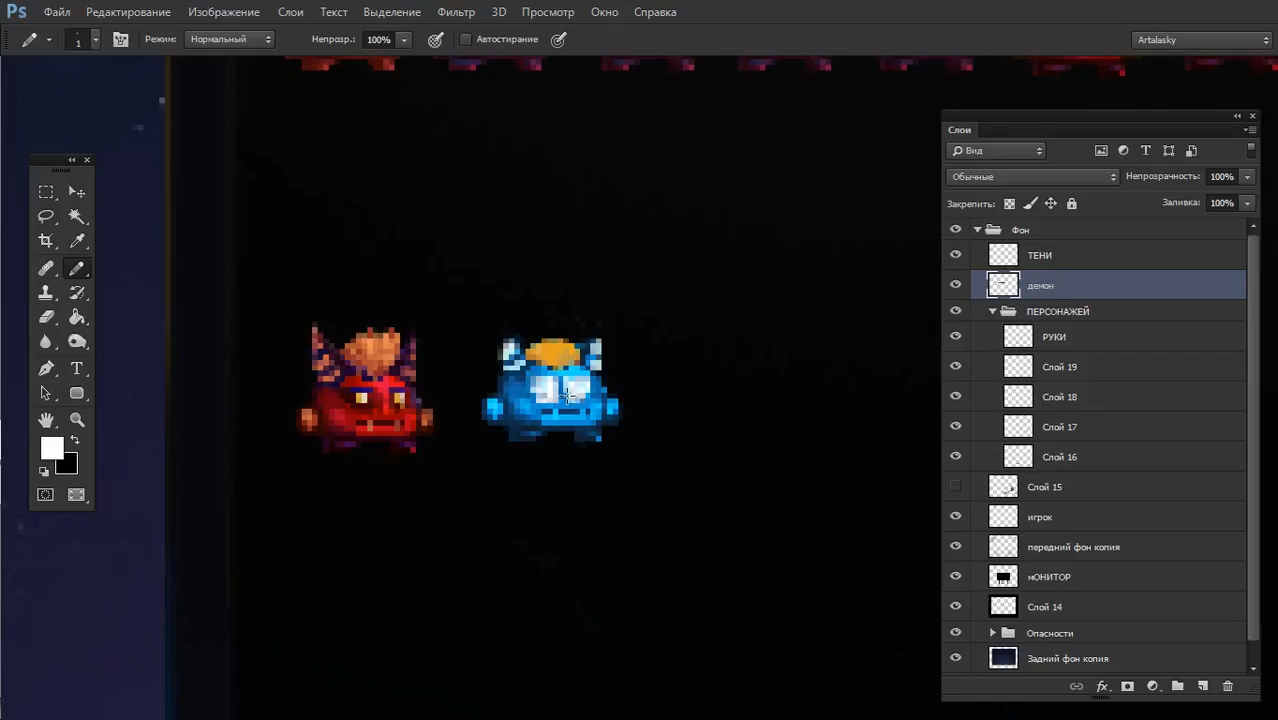 Ps Файл Редактирование Изображение Слои Текст Выделение Фильтр 3D Просмотр Окно Справка
1 Режим: Нормальный Непрозр.: 100% Автостирание Artalasky
Слои
Вид
Обычные Непрозрачность: 100%
Закрепить: Заливка: 100%
Фон
ТЕНИ
демон
ПЕРСОНАЖЕЙ
РУКИ
Слой 19
Слой 18
Слой 17
Слой 16
Слой 15
игрок
передний фон копия
мОНИТОР
Слой 14
Опасности
Задний фон копия
fx